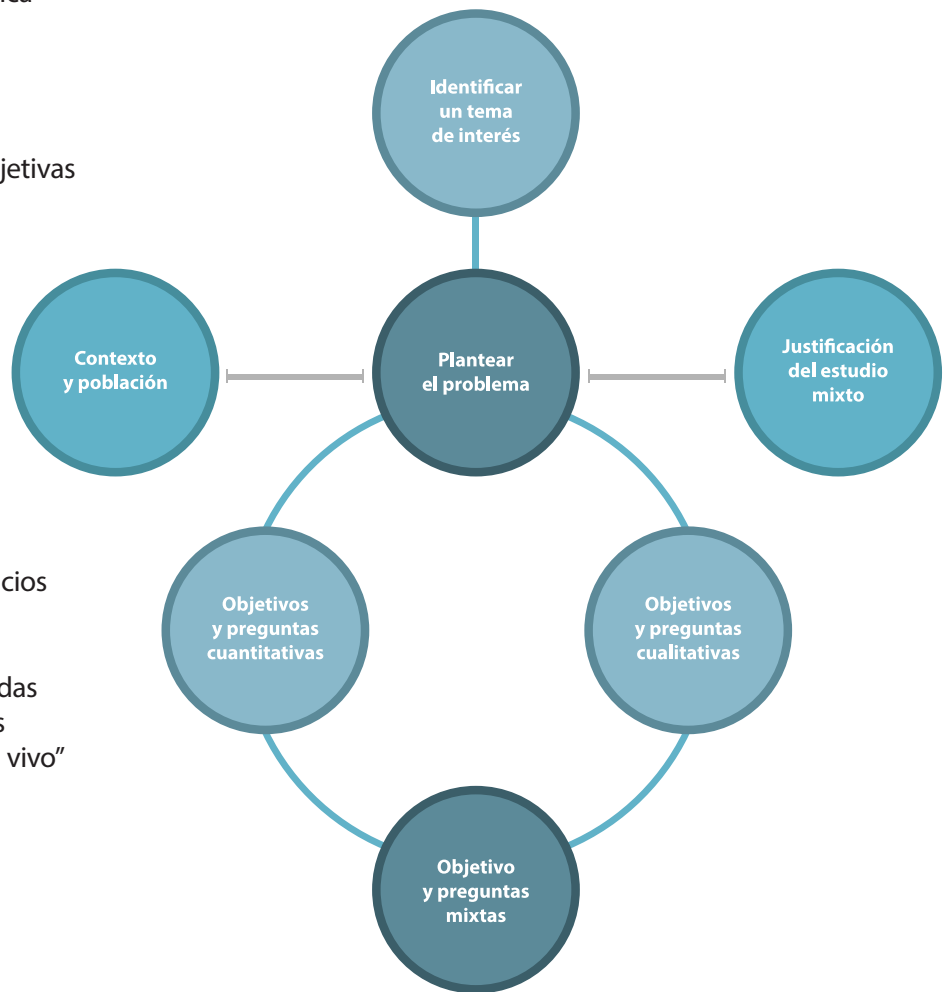 jetivas
cios
das
s
vivo"
Identificar
un tema
de interés
Contexto
y población
Plantear
el problema
Justificación
del estudio
mixto
Objetivos
y preguntas
cuantitativas
Objetivos
y preguntas
cualitativas
Objetivo
y preguntas
mixtas